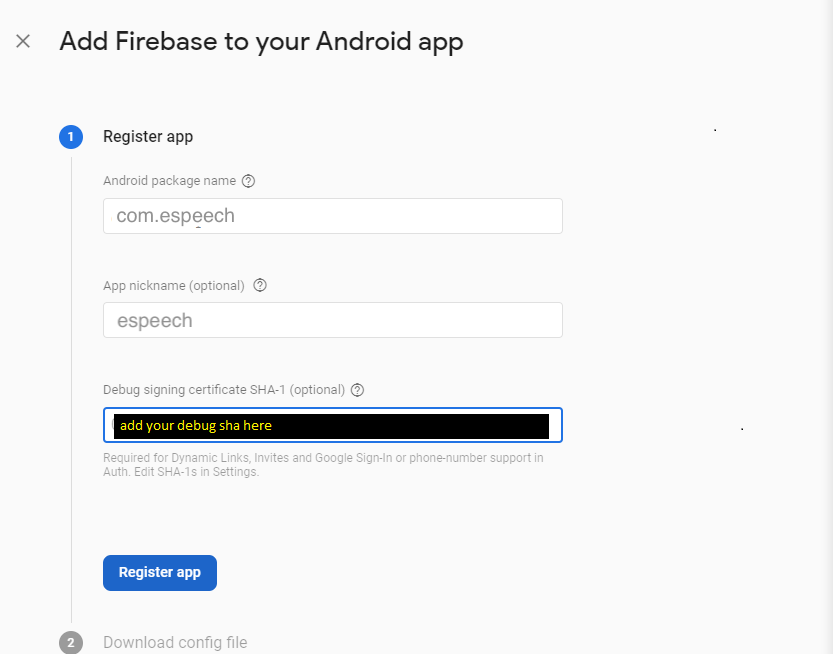 Add Firebase to your Android app
1
Register app
Android package name ?
com.espeech
App nickname (optional) ?
espeech
Debug signing certificate SHA-1 (optional) ?
add your debug sha here
Required for Dynamic Links, Invites and Google Sign-In or phone-number support in
Auth. Edit SHA-1s in Settings.
Register app
2
Download config file